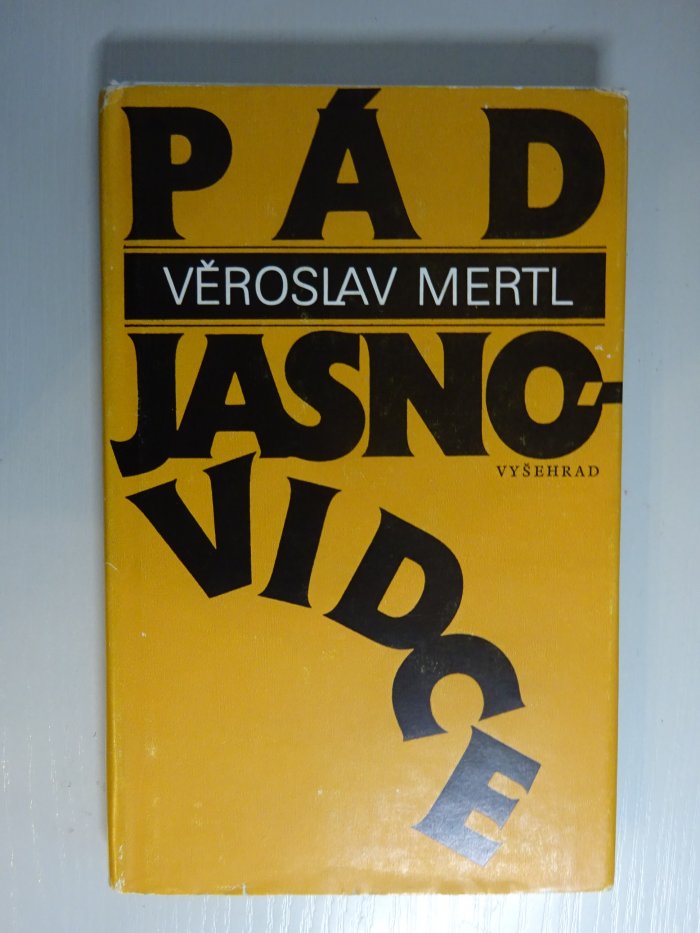 PÁD
VĚROSLAV MERTL
JASNO-
VYŠEHRAD
VIDCE